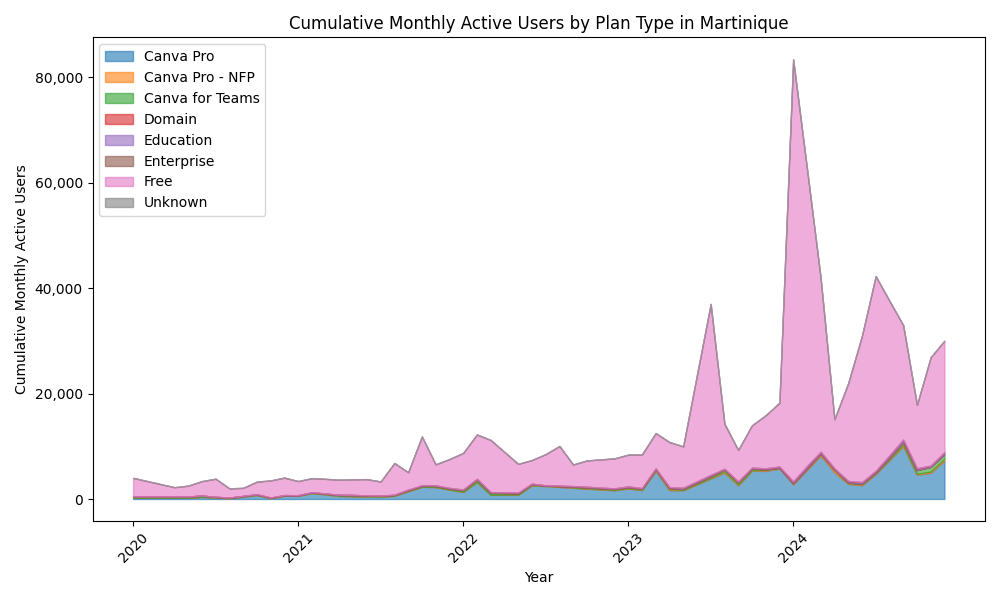 Cumulative Monthly Active Users by Plan Type in Martinique
Canva Pro
Canva Pro - NFP
Canva for Teams
Domain
Education
Enterprise
Free
Unknown
Cumulative Monthly Active Users
80,000
60,000
40,000
20,000
0
2020
2021
2022
2023
2024
Year